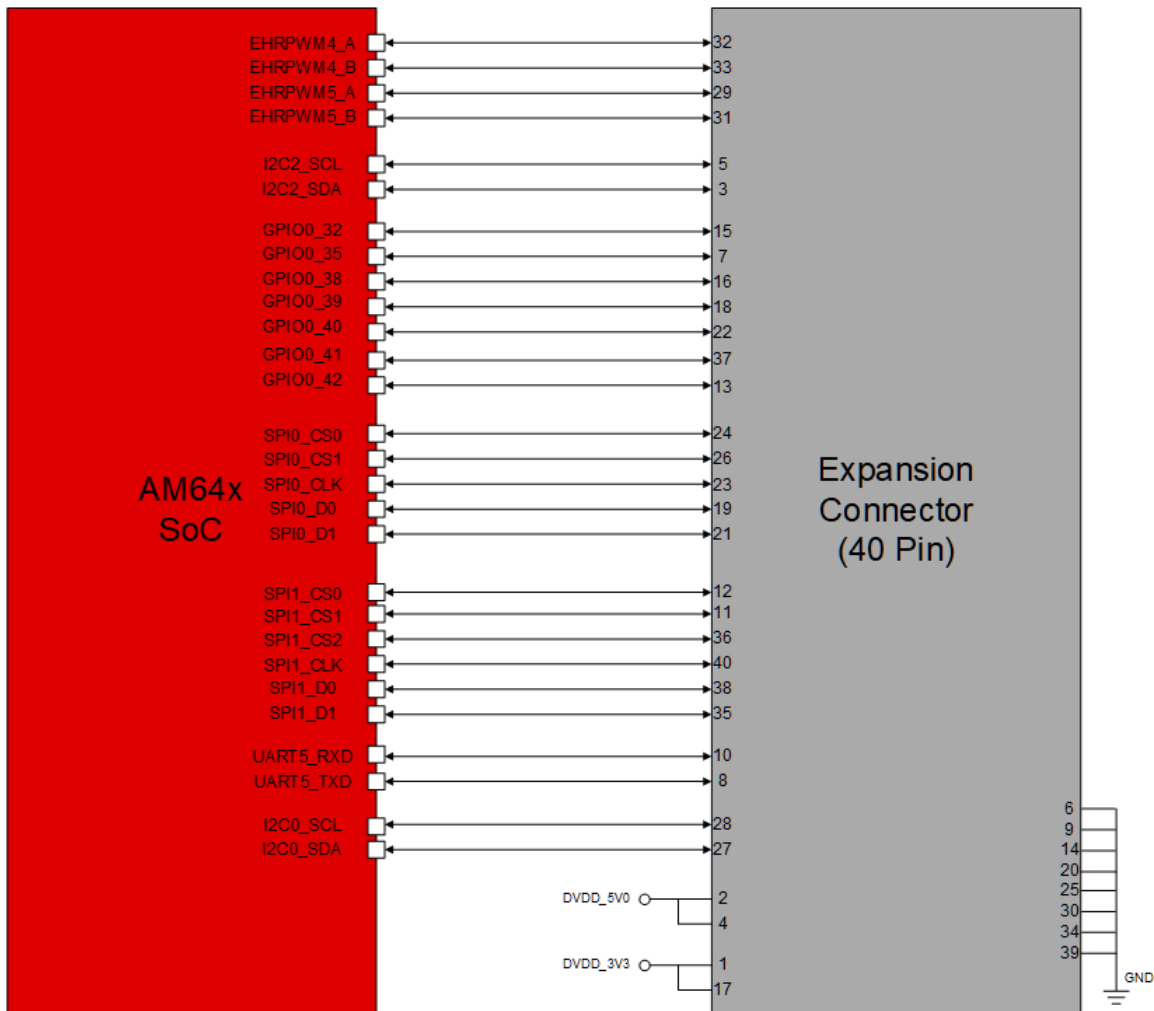 EHRPWM4_A 32
EHRPWM4_B 33
EHRPWM5_A 29
EHRPWM5_B 31
I2C2_SCL 5
I2C2_SDA 3
GPIO0_32 15
GPIO0_35 7
GPIO0_38 16
GPIO0_39 18
GPIO0_40 22
GPIO0_41 37
GPIO0_42 13
SPI0_CS0 24
SPI0_CS1 26
SPI0_CLK 23
SPI0_D0 19
SPI0_D1 21
AM64x
SoC
Expansion
Connector
(40 Pin)
SPI1_CS0 12
SPI1_CS1 11
SPI1_CS2 36
SPI1_CLK 40
SPI1_D0 38
SPI1_D1 35
UART5_RXD 10
UART5_TXD 8
I2C0_SCL 28
I2C0_SDA 27
DVDD_5V0 2
4
DVDD_3V3 1
17
6
9
14
20
25
30
34
39
GND